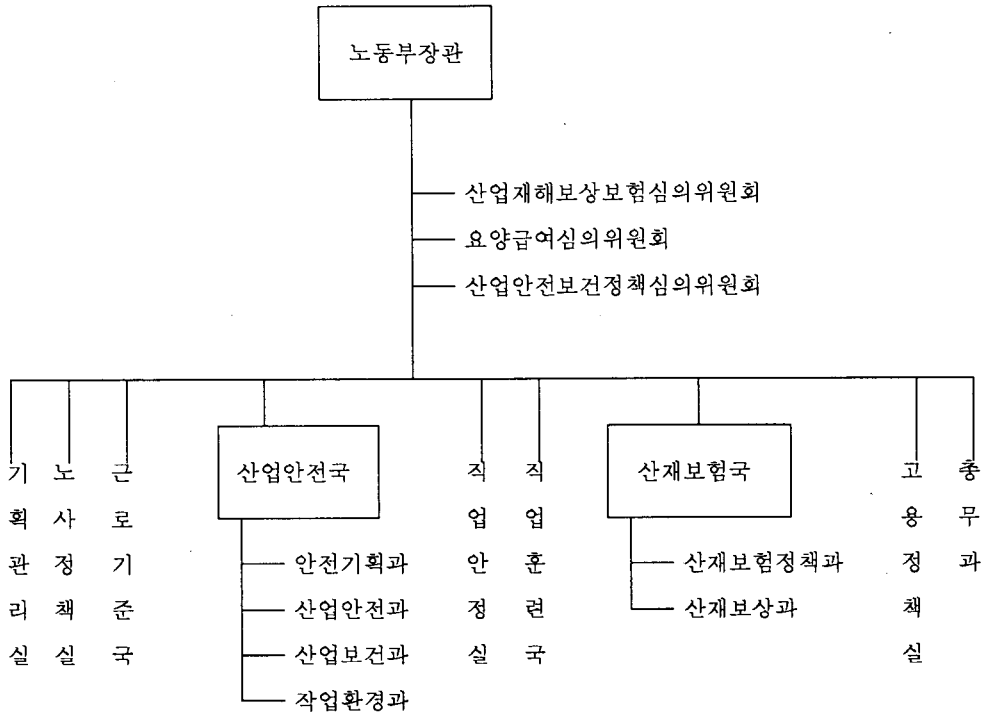 노동부장관
산업재해보상보험심의위원회
요양급여심의위원회
산업안전보건정책심의위원회
기획관리실
노사정책실
근로기준국
산업안전국
안전기획과
산업안전과
산업보건과
작업환경과
직업안정실
직업훈련국
산재보험국
산재보험정책과
산재보상과
고용정책실
총무과